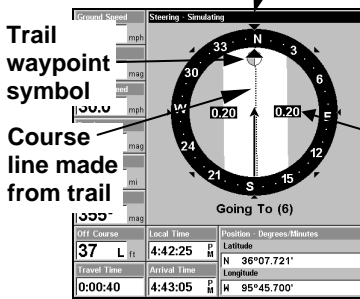 Ground Speed
Steering - Simulating
mph
Trail
waypoint
symbol
mag
mph
Course
line made
from trail
mag
mi
mag
N
3
6
E
12
15
S
21
24
W
30
33
0.20
0.20
Going To (6)
Off Course
Local Time
Position - Degrees/Minutes
37 L ft
4:42:25 PM
Latitude
N 36°07.721'
Travel Time
Arrival Time
Longitude
0:00:40
4:43:05 PM
W 95°45.700'